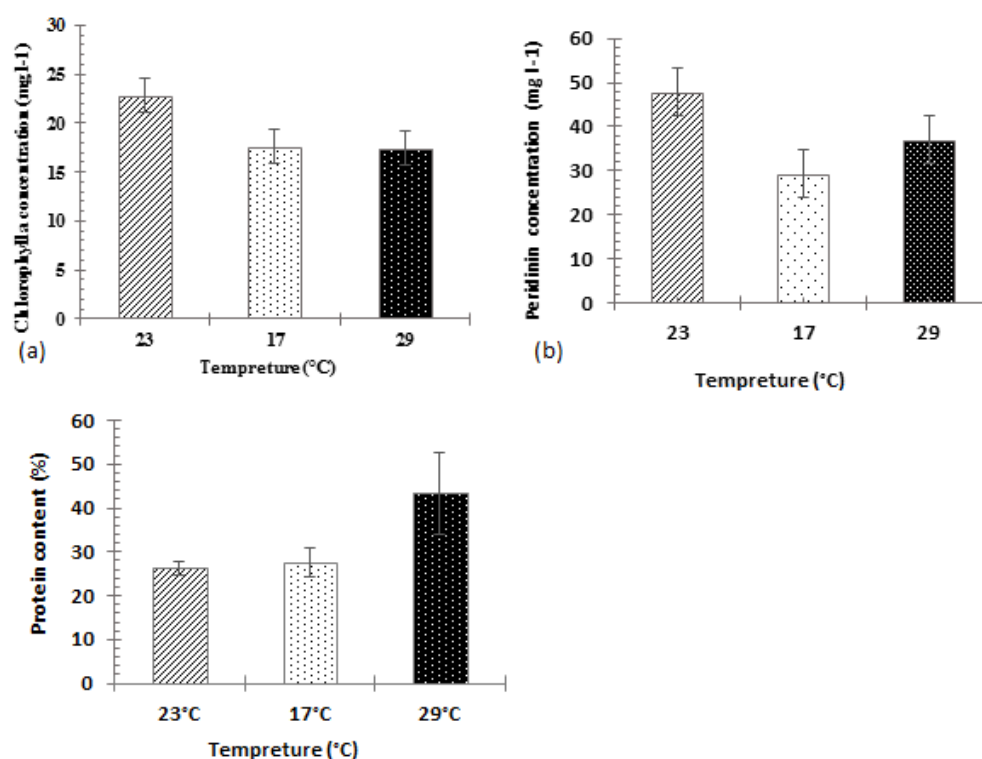 Chlorophylla concentration (mg l-1)
30
25
20
15
10
5
0
23 17 29
(a)
Tempreture (°C)
Peridinin concentration (mg l-1)
60
50
40
30
20
10
0
23 17 29
(b)
Tempreture (°C)
Protein content (%)
60
50
40
30
20
10
0
23°C 17°C 29°C
Tempreture (°C)